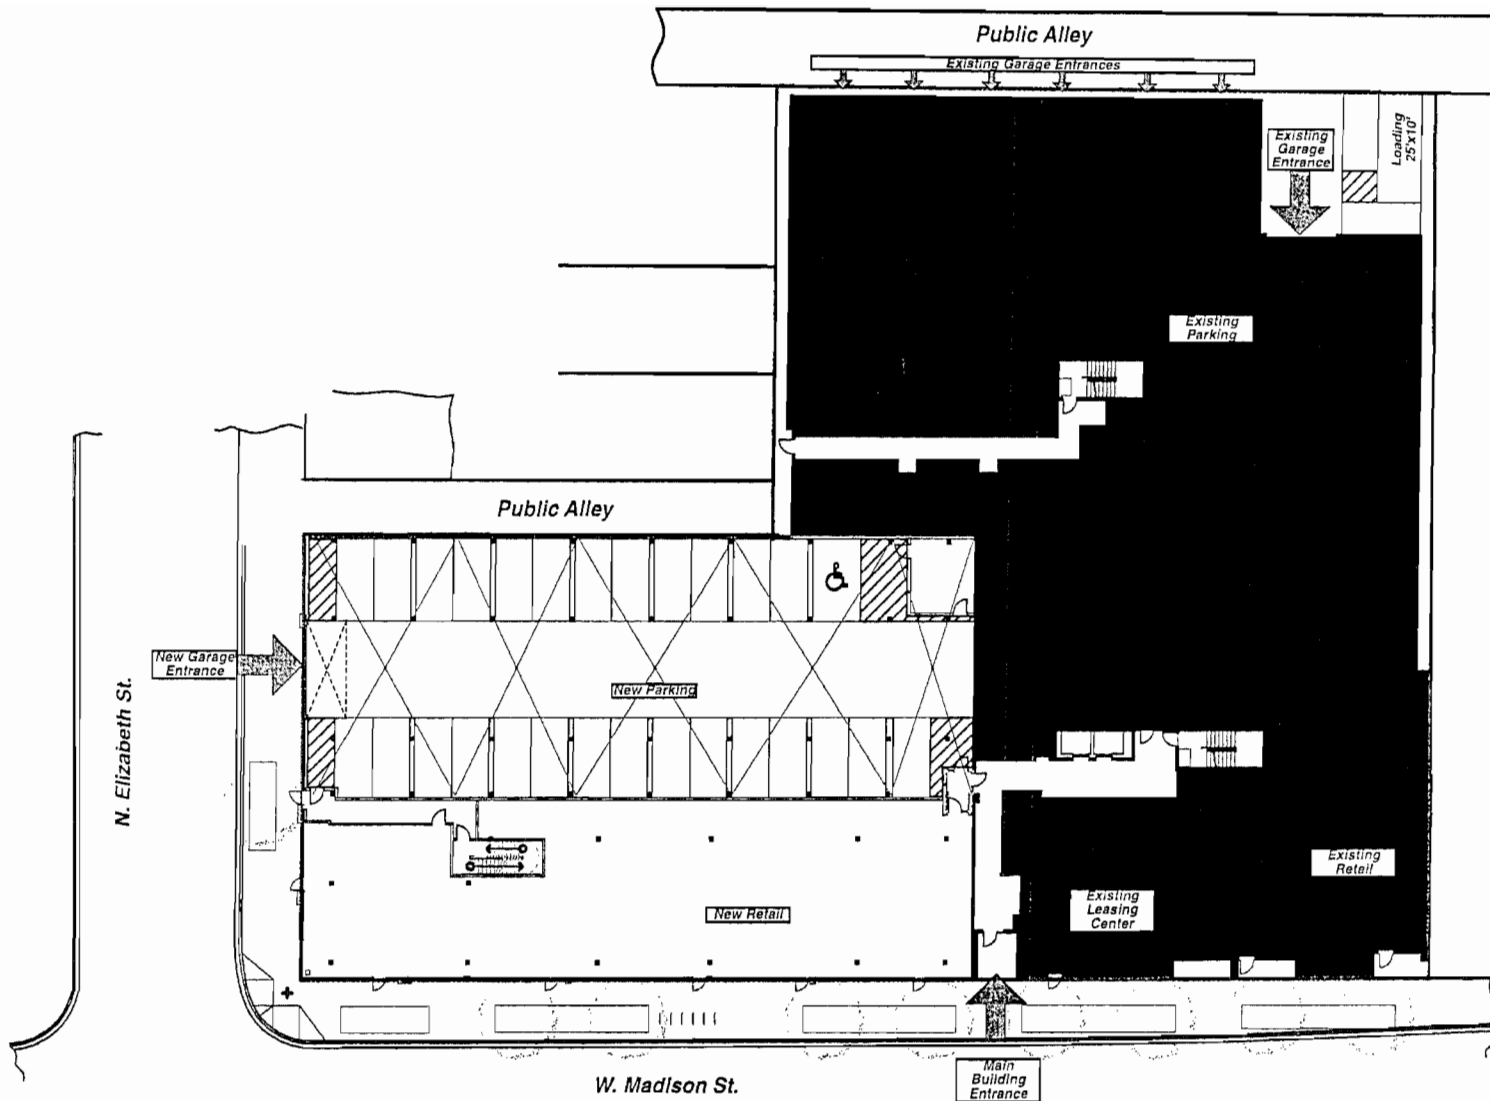 Public Alley
Existing Garage Entrances
Existing
Garage
Entrance
Loading
25'x10'
Existing
Parking
Public Alley
New Garage
Entrance
New Parking
N. Elizabeth St.
Existing
Retail
Existing
Leasing
Center
New Retail
Main
Building
Entrance
W. Madison St.